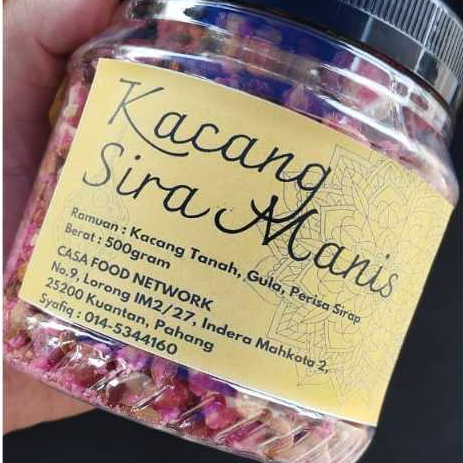 Kacang
Sira Manis
Ramuan : Kacang Tanah, Gula, Perisa Sirap
Berat : 500gram
CASA FOOD NETWORK
No.9, Lorong IM2/27, Indera Mahkota 2,
25200 Kuantan, Pahang
Syafiq : 014-5344160